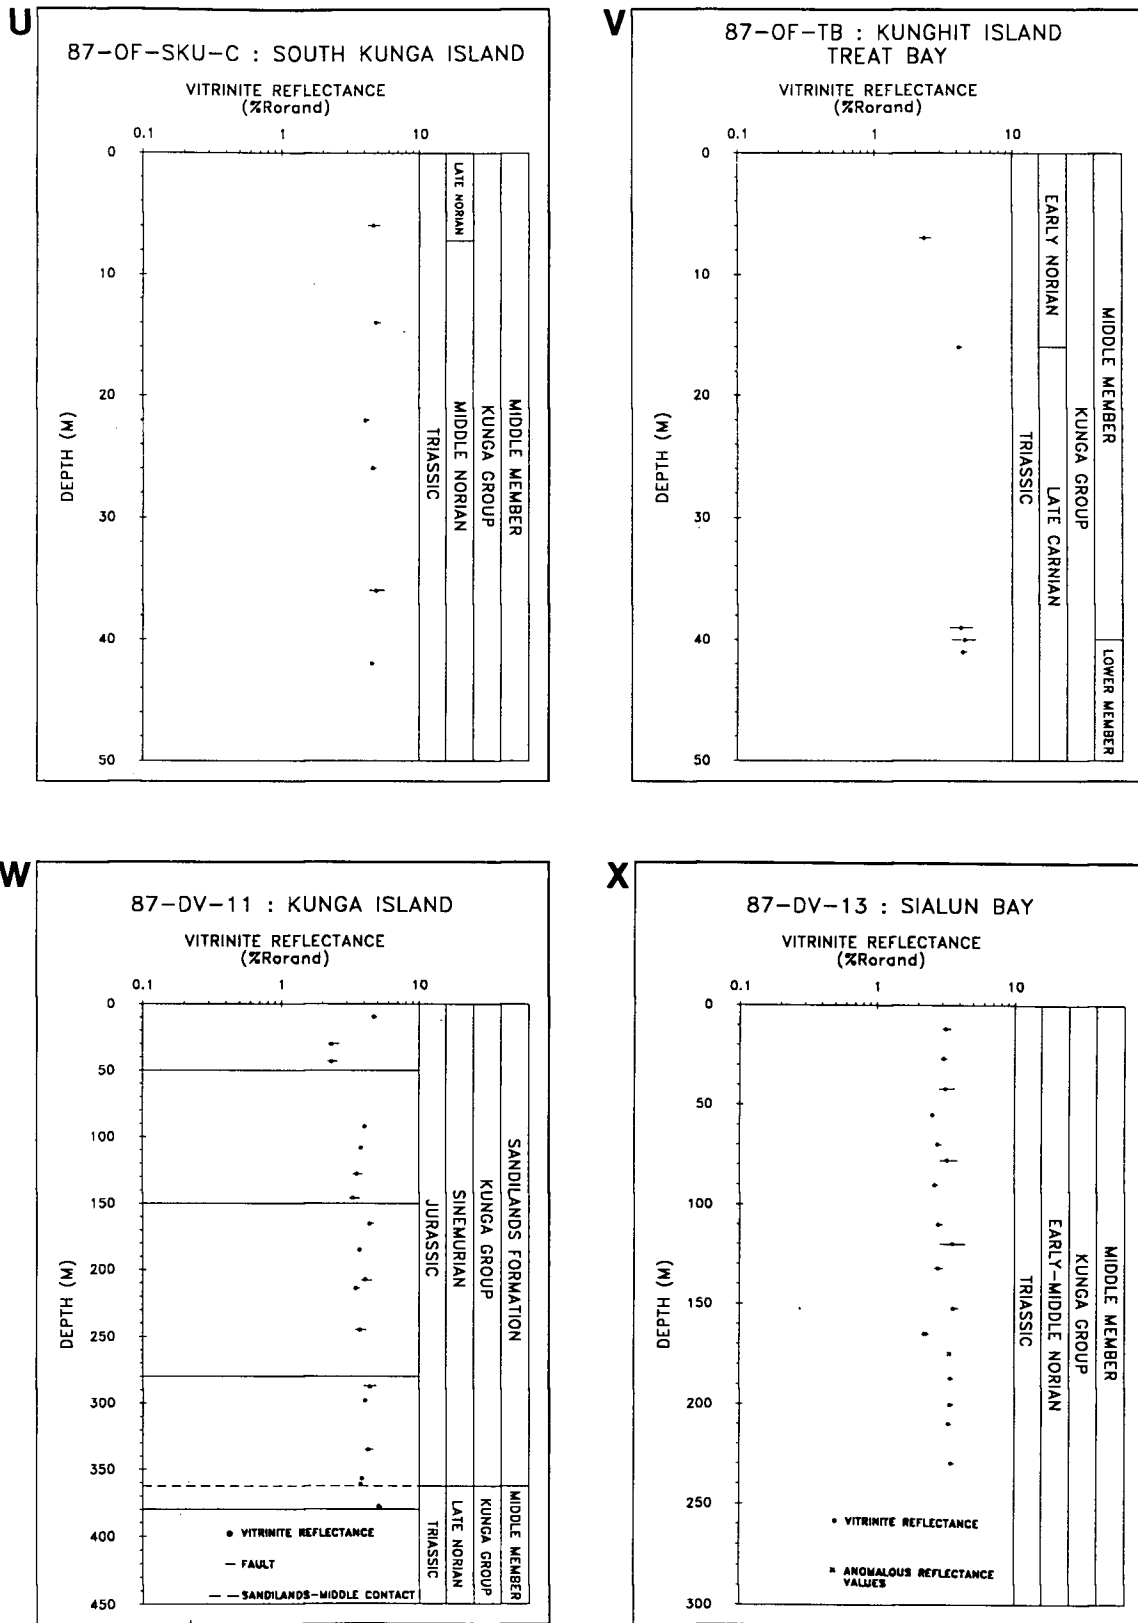 U
87-OF-SKU-C : SOUTH KUNGA ISLAND
VITRINITE REFLECTANCE
(%Rorand)
0.1 1 10
0
10
20
30
40
50
DEPTH (M)
TRIASSIC
LATE NORIAN
MIDDLE NORIAN
KUNGA GROUP
MIDDLE MEMBER
V
87-OF-TB : KUNGHIT ISLAND
TREAT BAY
VITRINITE REFLECTANCE
(%Rorand)
0.1 1 10
0
10
20
30
40
50
DEPTH (M)
TRIASSIC
EARLY NORIAN
LATE CARNIAN
KUNGA GROUP
MIDDLE MEMBER
LOWER MEMBER
W
87-DV-11 : KUNGA ISLAND
VITRINITE REFLECTANCE
(%Rorand)
0.1 1 10
0
50
100
150
200
250
300
350
400
450
DEPTH (M)
JURASSIC
SINEMURIAN
KUNGA GROUP
SANDILANDS FORMATION
TRIASSIC
LATE NORIAN
KUNGA GROUP
MIDDLE MEMBER
VITRINITE REFLECTANCE
FAULT
SANDILANDS-MIDDLE CONTACT
X
87-DV-13 : SIALUN BAY
VITRINITE REFLECTANCE
(%Rorand)
0.1 1 10
0
50
100
150
200
250
300
DEPTH (M)
TRIASSIC
EARLY-MIDDLE NORIAN
KUNGA GROUP
MIDDLE MEMBER
VITRINITE REFLECTANCE
ANOMALOUS REFLECTANCE
VALUES